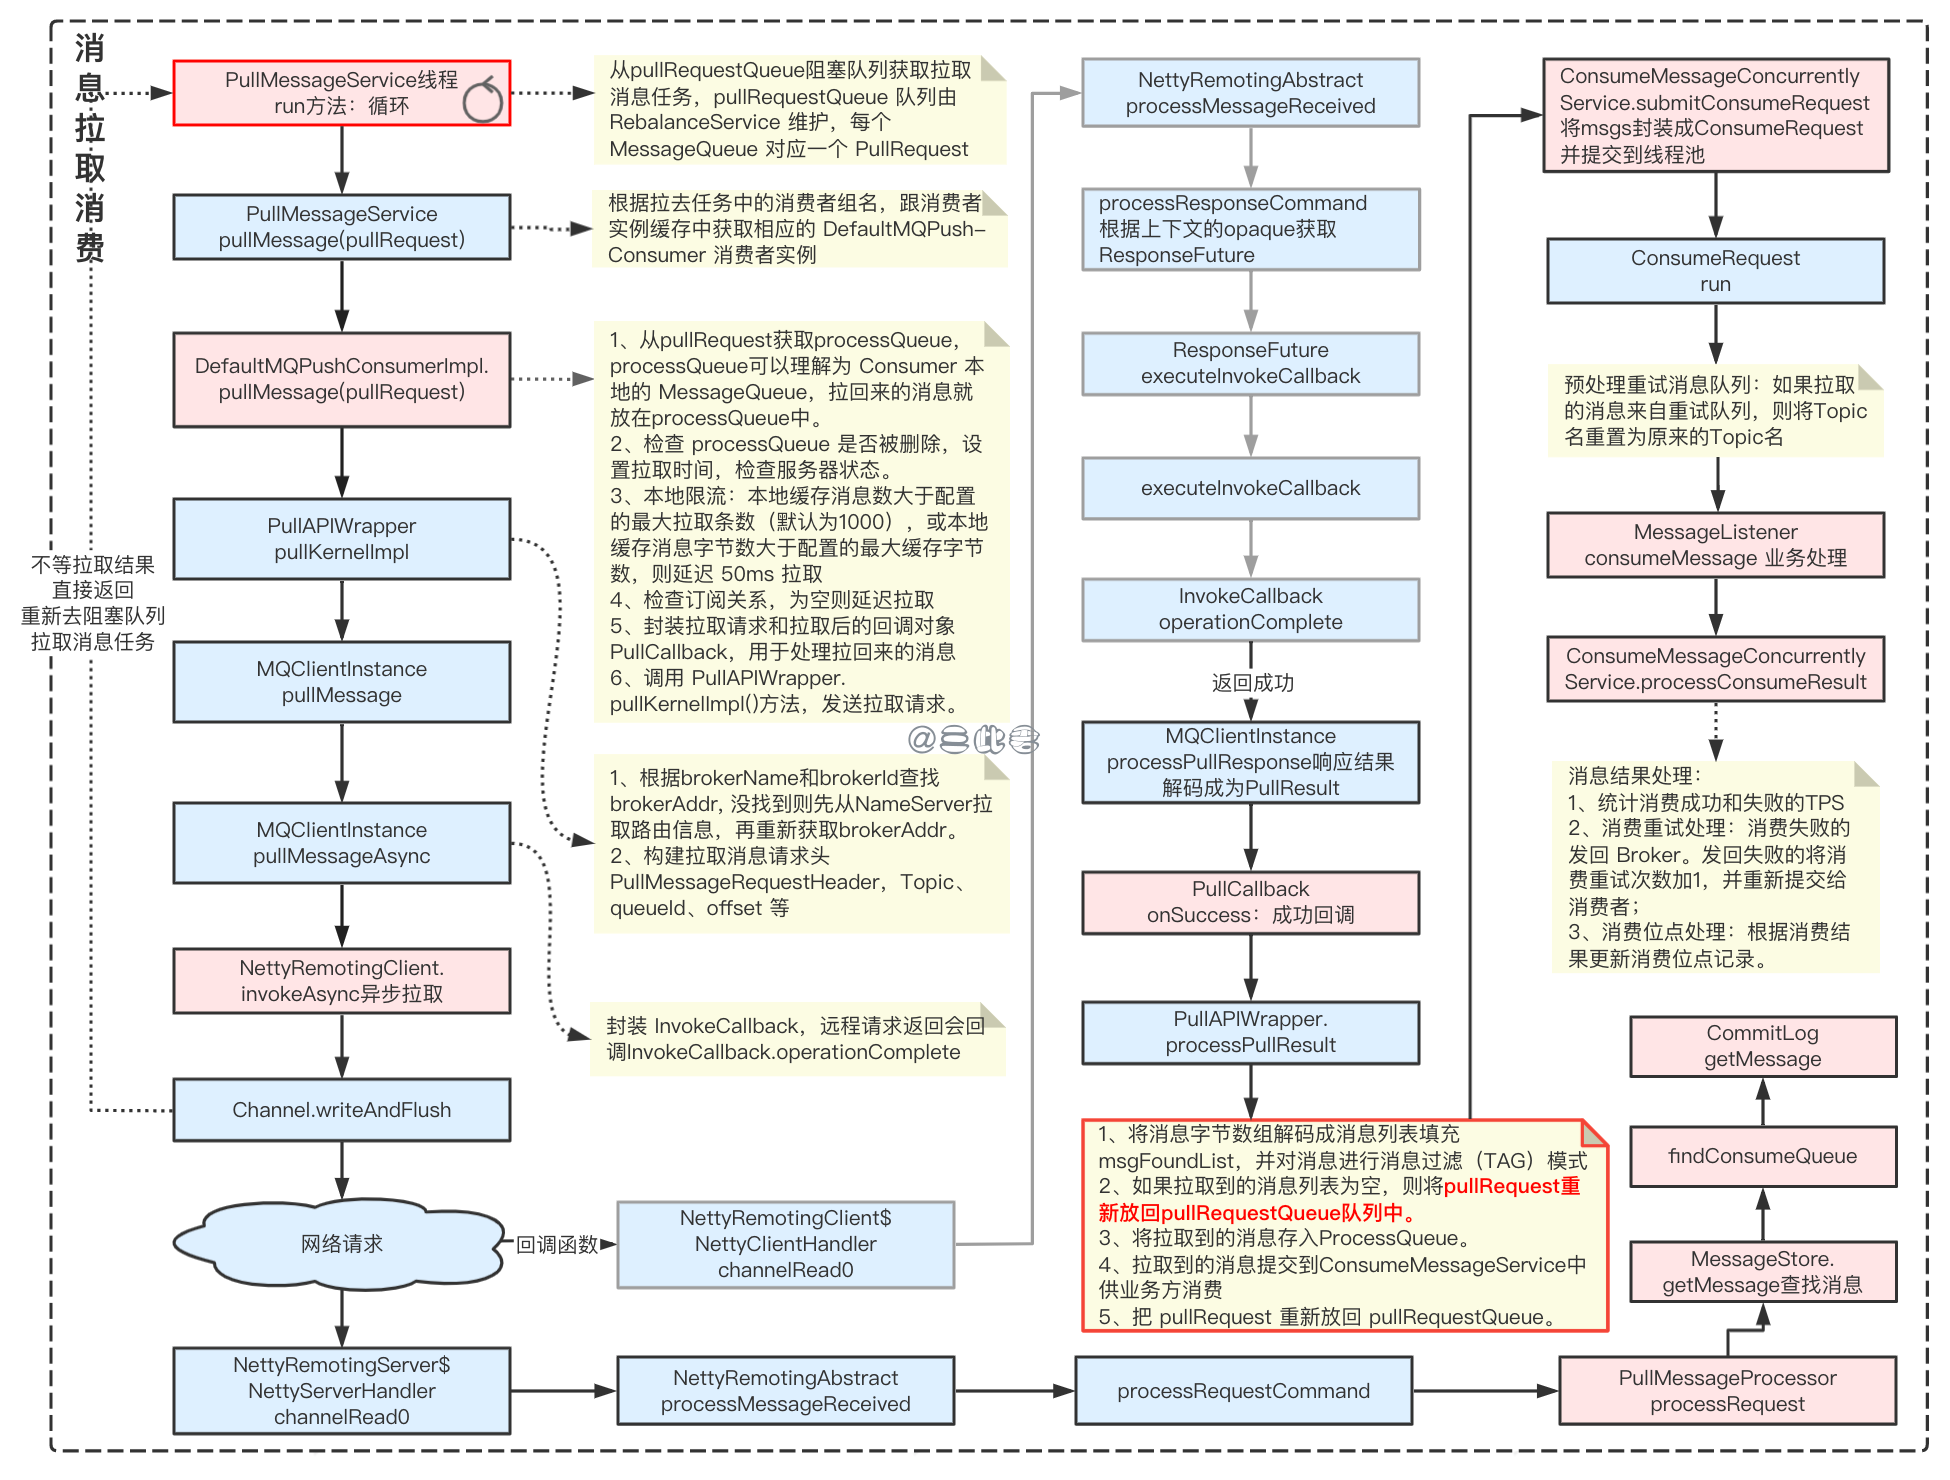 消
息
拉
取
消
费
PullMessageService线程
run方法：循环
从pullRequestQueue阻塞队列获取拉取
消息任务，pullRequestQueue 队列由
RebalanceService 维护，每个
MessageQueue 对应一个 PullRequest
PullMessageService
pullMessage(pullRequest)
根据拉去任务中的消费者组名，跟消费者
实例缓存中获取相应的 DefaultMQPush-
Consumer 消费者实例
DefaultMQPushConsumerImpl.
pullMessage(pullRequest)
1、从pullRequest获取processQueue，
processQueue可以理解为 Consumer 本
地的 MessageQueue，拉回来的消息就
放在processQueue中。
2、检查 processQueue 是否被删除，设
置拉取时间，检查服务器状态。
3、本地限流：本地缓存消息数大于配置
的最大拉取条数（默认为1000），或本地
缓存消息字节数大于配置的最大缓存字节
数，则延迟 50ms 拉取
4、检查订阅关系，为空则延迟拉取
5、封装拉取请求和拉取后的回调对象
PullCallback，用于处理拉回来的消息
6、调用 PullAPIWrapper.
pullKernelImpl()方法，发送拉取请求。
PullAPIWrapper
pullKernelImpl
不等拉取结果
直接返回
重新去阻塞队列
拉取消息任务
MQClientInstance
pullMessage
@三此君
1、根据brokerName和brokerId查找
brokerAddr, 没找到则先从NameServer拉
取路由信息，再重新获取brokerAddr。
2、构建拉取消息请求头
PullMessageRequestHeader，Topic、
queueId、offset 等
MQClientInstance
pullMessageAsync
NettyRemotingClient.
invokeAsync异步拉取
封装 InvokeCallback，远程请求返回会回
调InvokeCallback.operationComplete
Channel.writeAndFlush
网络请求
回调函数
NettyRemotingClient$
NettyClientHandler
channelRead0
NettyRemotingServer$
NettyServerHandler
channelRead0
NettyRemotingAbstract
processMessageReceived
processRequestCommand
PullMessageProcessor
processRequest
MessageStore.
getMessage查找消息
findConsumeQueue
CommitLog
getMessage
NettyRemotingAbstract
processMessageReceived
processResponseCommand
根据上下文的opaque获取
ResponseFuture
ResponseFuture
executeInvokeCallback
executeInvokeCallback
InvokeCallback
operationComplete
返回成功
MQClientInstance
processPullResponse响应结果
解码成为PullResult
PullCallback
onSuccess：成功回调
PullAPIWrapper.
processPullResult
1、将消息字节数组解码成消息列表填充
msgFoundList，并对消息进行消息过滤（TAG）模式
2、如果拉取到的消息列表为空，则将pullRequest重
新放回pullRequestQueue队列中。
3、将拉取到的消息存入ProcessQueue。
4、拉取到的消息提交到ConsumeMessageService中
供业务方消费
5、把 pullRequest 重新放回 pullRequestQueue。
ConsumeMessageConcurrently
Service.submitConsumeRequest
将msgs封装成ConsumeRequest
并提交到线程池
ConsumeRequest
run
预处理重试消息队列：如果拉取
的消息来自重试队列，则将Topic
名重置为原来的Topic名
MessageListener
consumeMessage 业务处理
ConsumeMessageConcurrently
Service.processConsumeResult
消息结果处理：
1、统计消费成功和失败的TPS
2、消费重试处理：消费失败的
发回 Broker。发回失败的将消
费重试次数加1，并重新提交给
消费者；
3、消费位点处理：根据消费结
果更新消费位点记录。